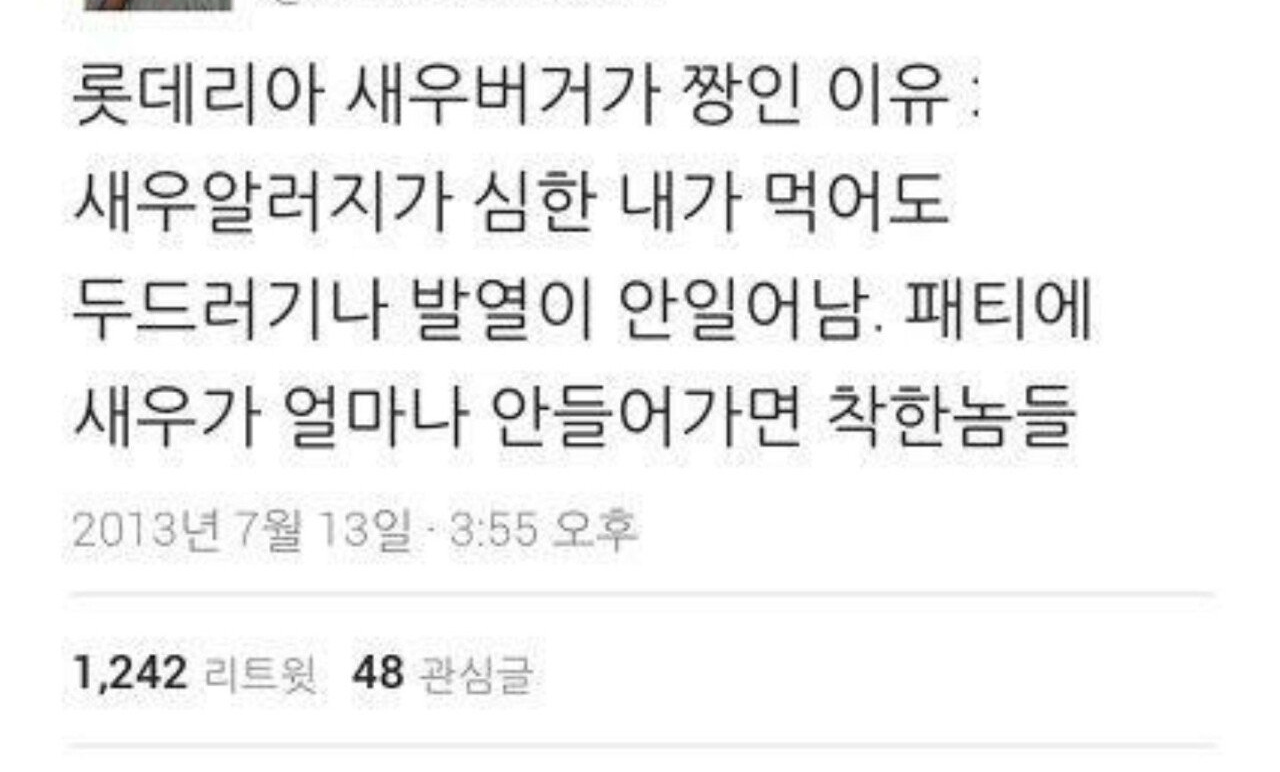 롯데리아 새우버거가 짱인 이유 :
새우알러지가 심한 내가 먹어도
두드러기나 발열이 안일어남. 패티에
새우가 얼마나 안들어가면 착한놈들
2013년 7월 13일 · 3:55 오후
1,242 리트윗 48 관심글